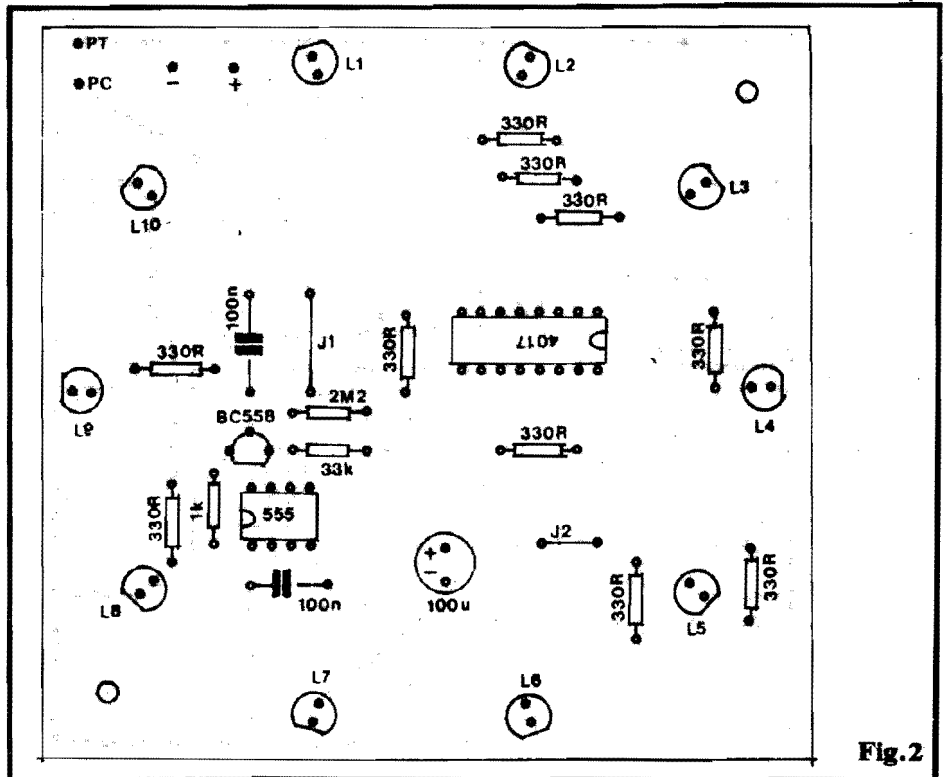 PT
L1
L2
PC
- +
330R
330R
L3
330R
L10
100n
J1
330R
4017
330R
330R
2M2
BC558
L9
L4
330R
33k
330R
1k
555
J2
+
-
330R
330R
L8
100n
100u
L5
L7
L6
Fig.2